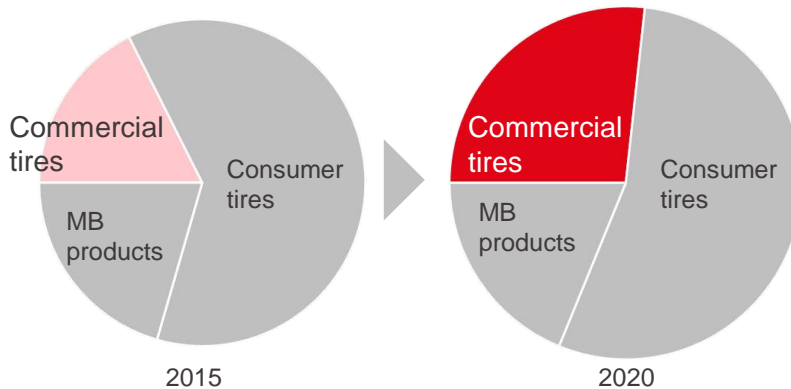 Commercial
tires
Consumer
tires
MB
products
2015
Commercial
tires
Consumer
tires
MB
products
2020